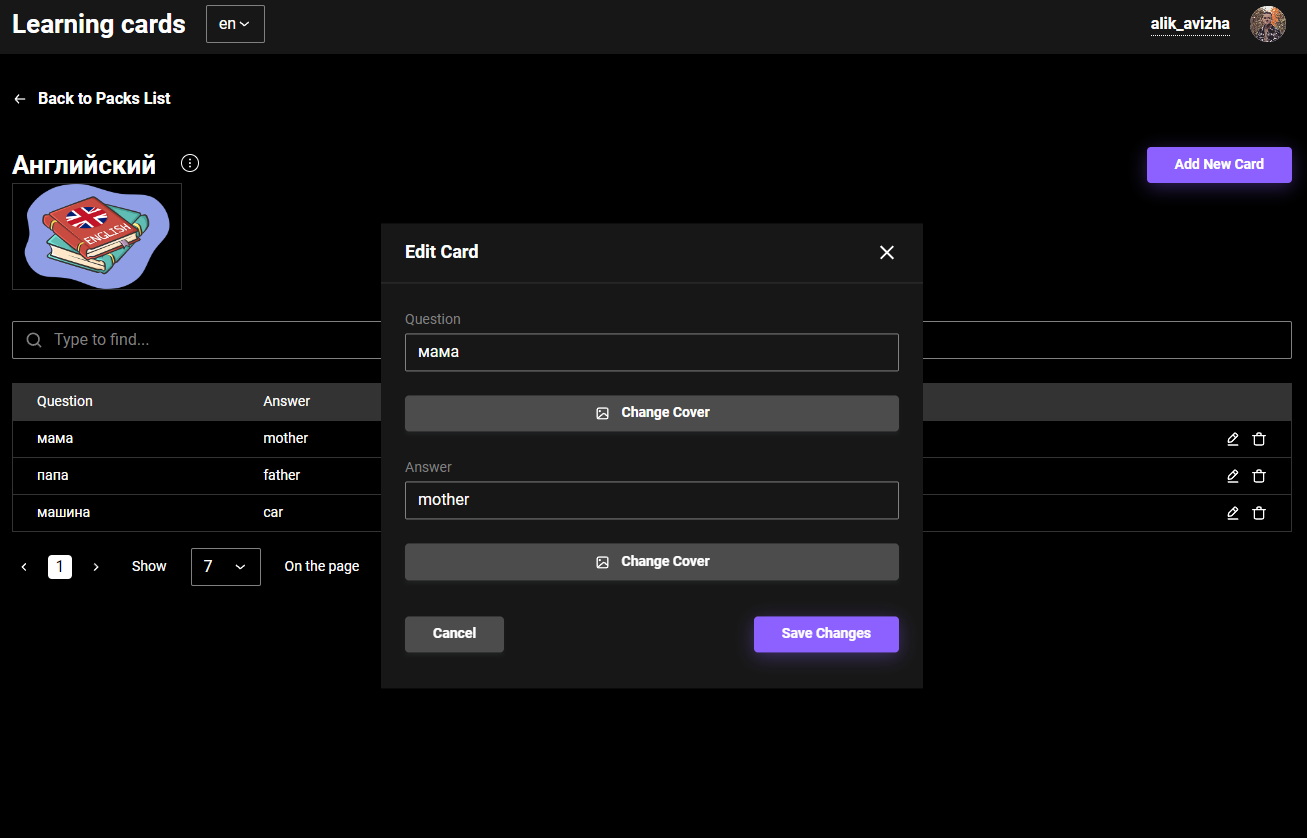 Learning cards
en
alik_avizha
Back to Packs List
Английский
Add New Card
ENGLISH
Type to find...
Question Answer
мама mother
папа father
машина car
1 Show 7 On the page
Edit Card
Question
мама
Change Cover
Answer
mother
Change Cover
Cancel Save Changes